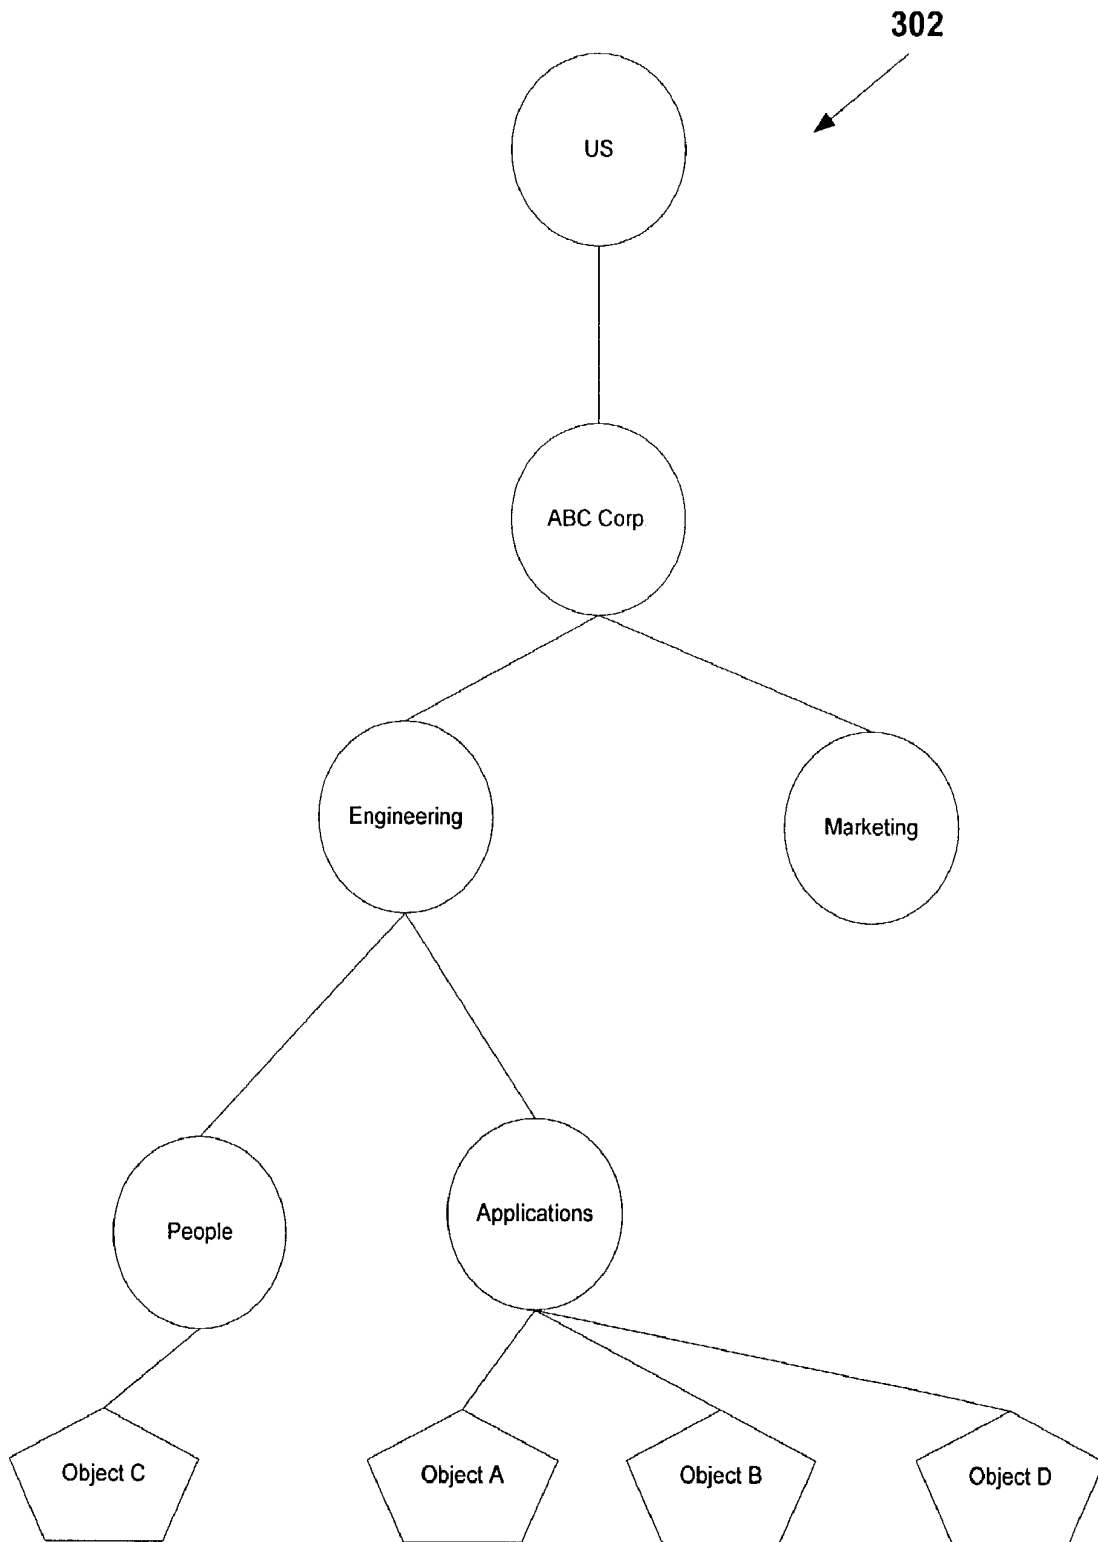 302
US
ABC Corp
Engineering
Marketing
People
Applications
Object C
Object A
Object B
Object D